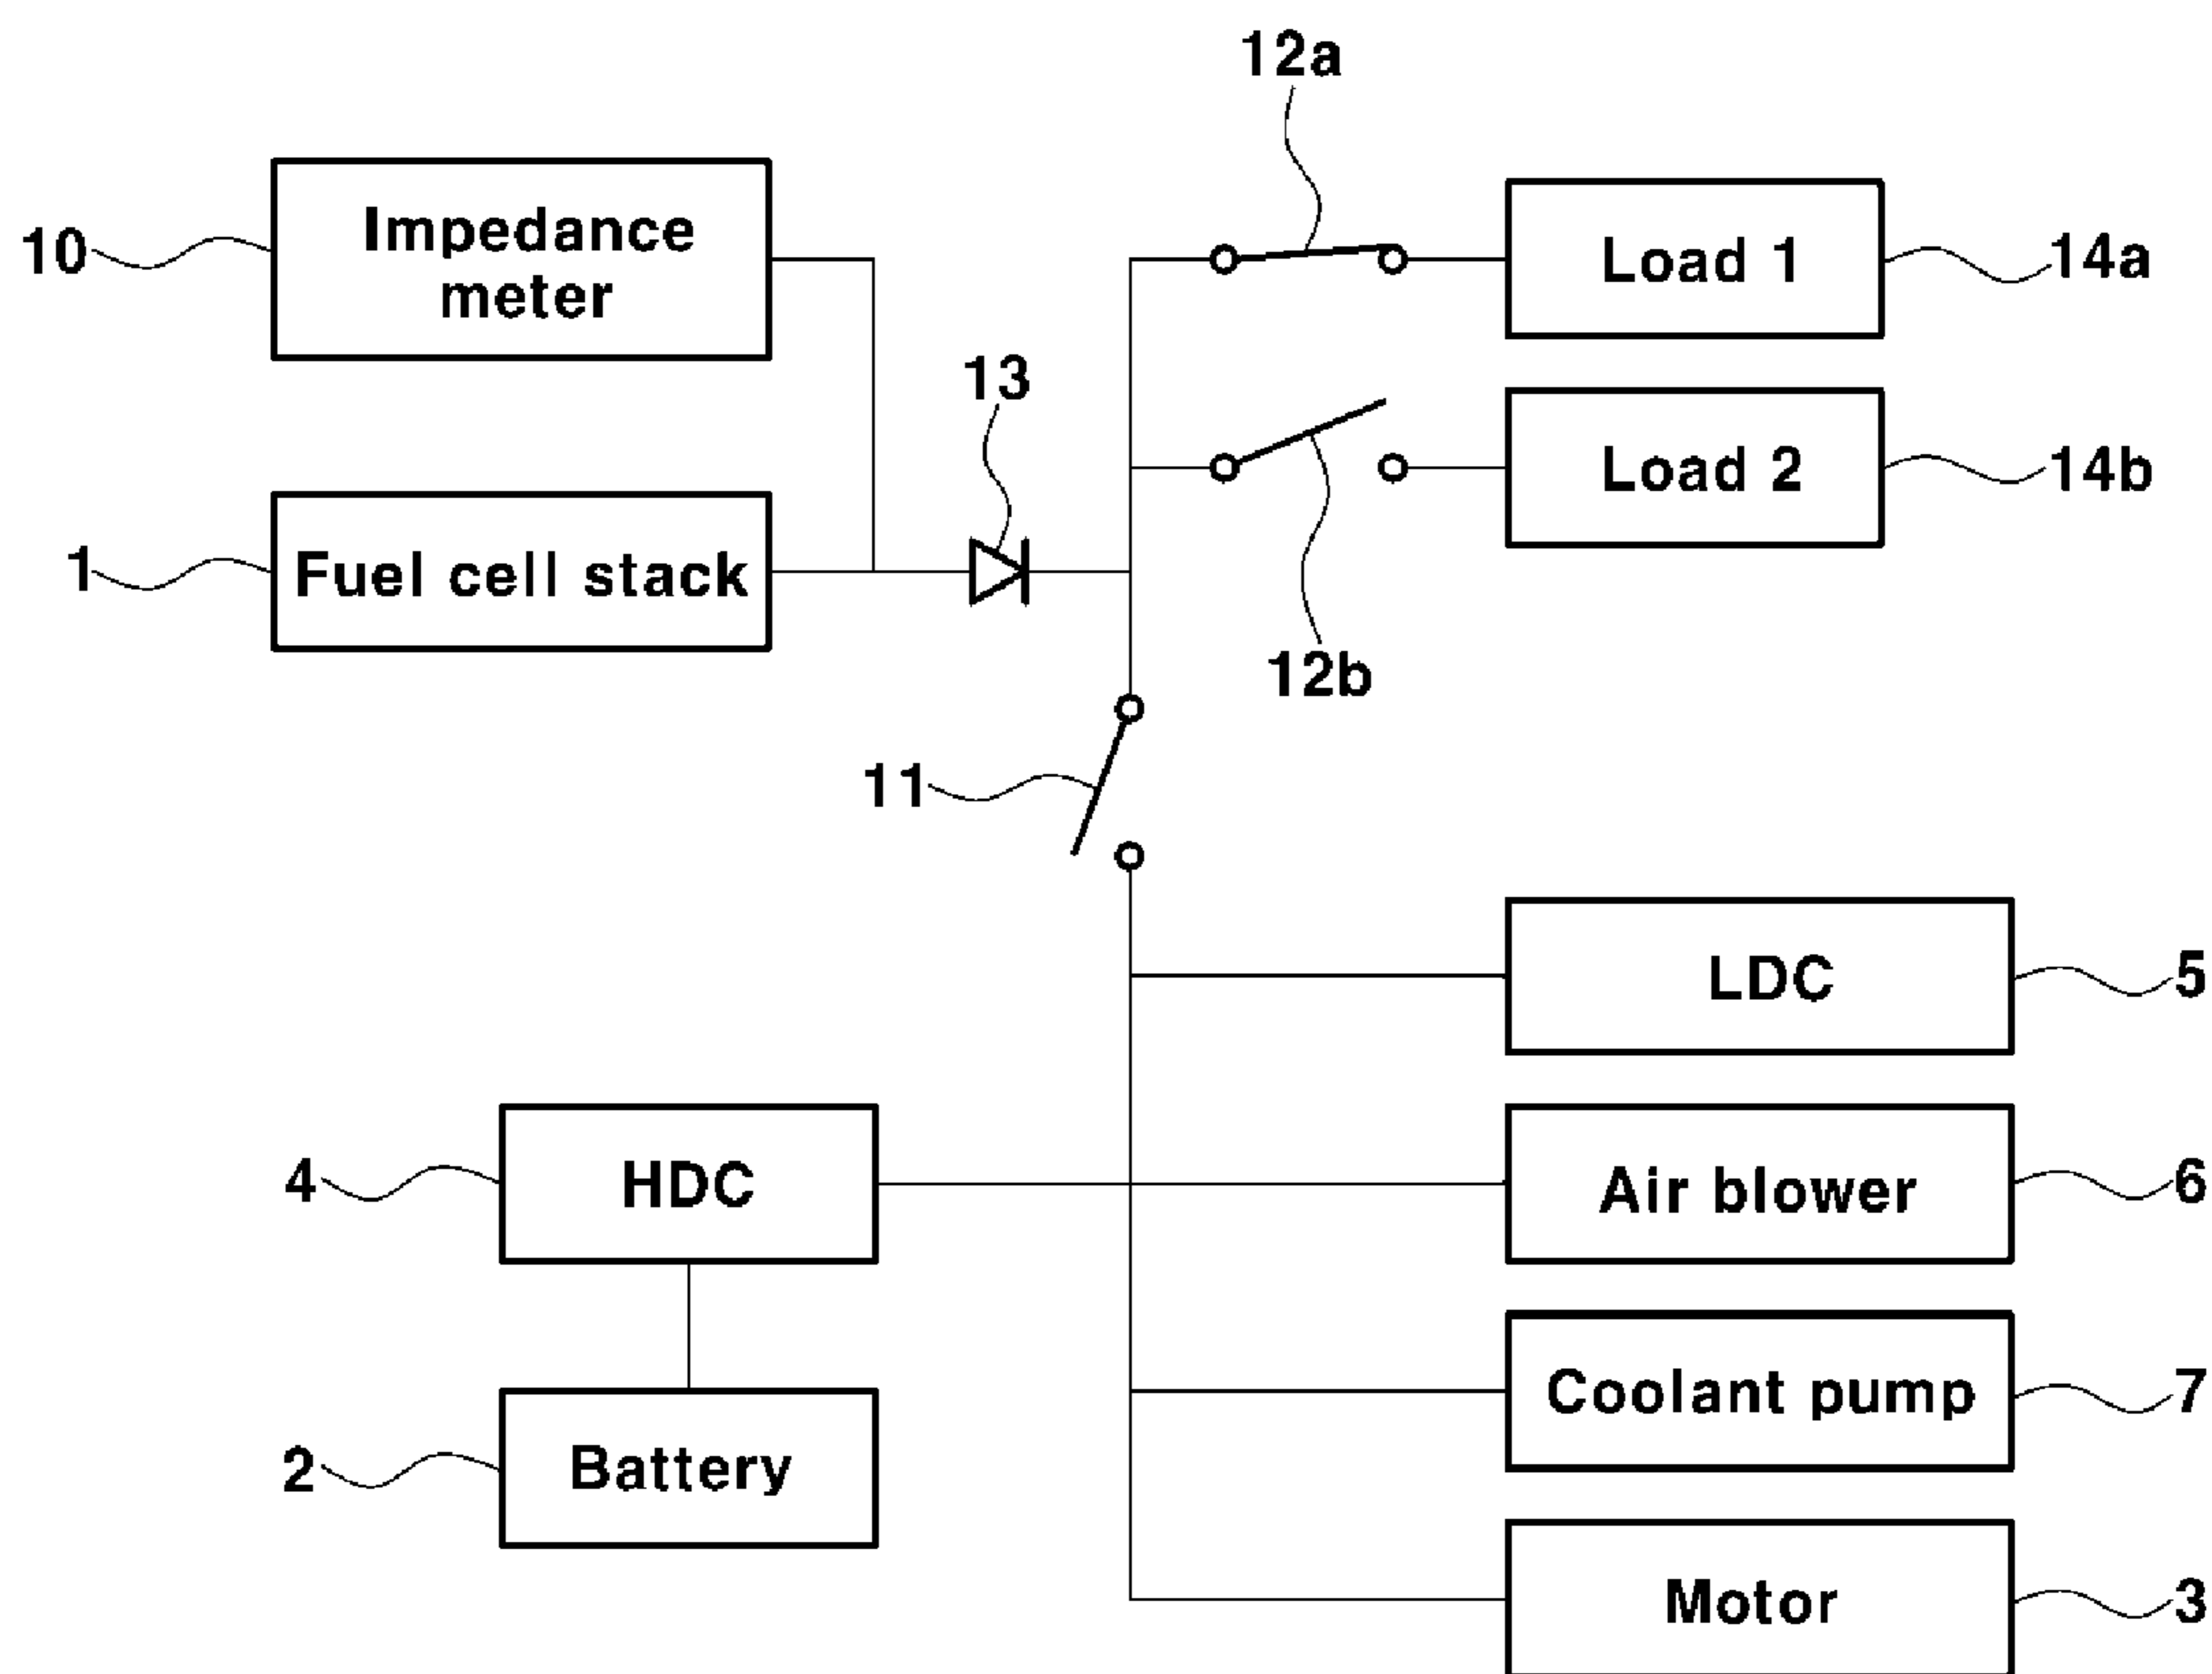 12a
10
Impedance
meter
Load 1
14a
13
Load 2
14b
1
Fuel cell stack
12b
11
LDC
5
4
HDC
Air blower
6
Coolant pump
7
2
Battery
Motor
3